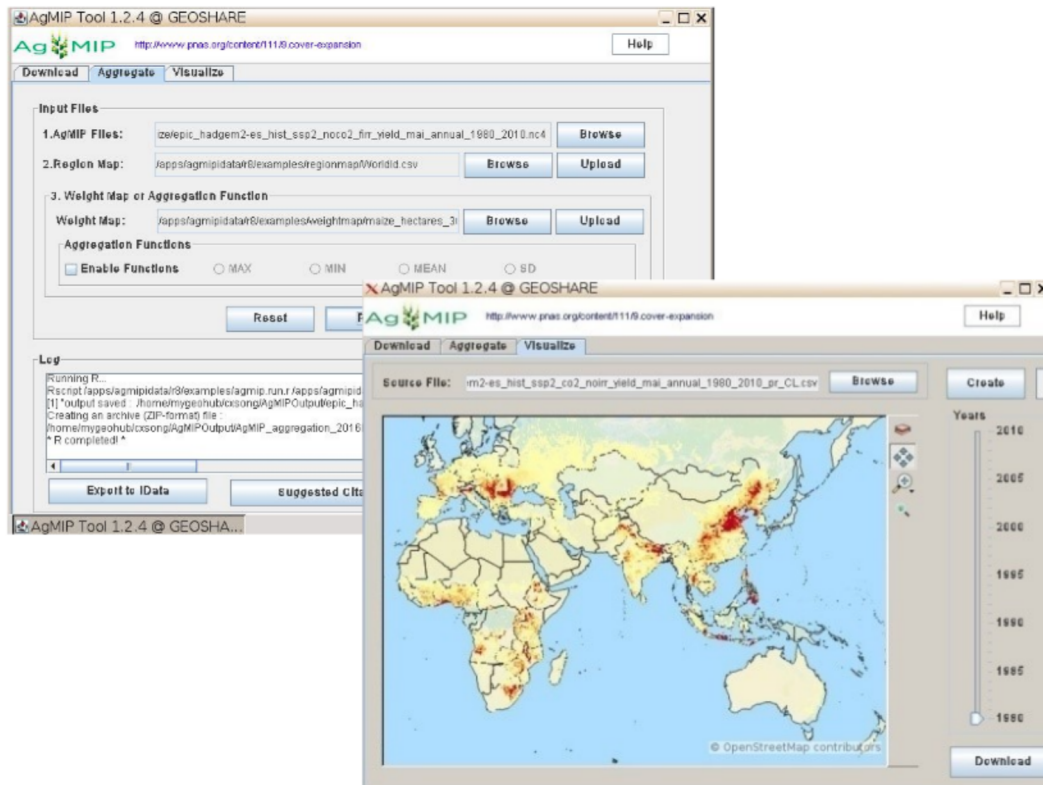 AgMIP Tool 1.2.4 @ GEOSHARE
AgMIP http://www.pnas.org/content/111/9.cover-expansion Help
Download Aggregate Visualize
Input Files
1.AgMIP Files: ize/epic_hadgem2-es_hist_ssp2_noco2_firr_yield_mai_annual_1980_2010.nc4 Browse
2.Region Map: /apps/agmipidata/r8/examples/regionmap/WorldId.csv Browse Upload
3. Weight Map or Aggregation Function
Weight Map: /apps/agmipidata/r8/examples/weightmap/maize_hectares_3 Browse Upload
Aggregation Functions
Enable Functions MAX MIN MEAN SD
Reset
Log
Running R...
Rscript /apps/agmipidata/r8/examples/agmip.run.r /apps/agmipid
[1] "output saved : /home/mygeohub/cxsong/AgMIPOutput/epic_ha
Creating an archive (ZIP-format) file :
/home/mygeohub/cxsong/AgMIPOutput/AgMIP_aggregation_2016
* R completed! *
Export to iData Suggested Cita
AgMIP Tool 1.2.4 @ GEOSHA...
AgMIP Tool 1.2.4 @ GEOSHARE
AgMIP http://www.pnas.org/content/111/9.cover-expansion Help
Download Aggregate Visualize
Source File: m2-es_hist_ssp2_co2_noirr_yield_mai_annual_1980_2010_pr_CL.csv Browse Create
Years
2010
2005
2000
1995
1990
1985
1980
© OpenStreetMap contributors
Download